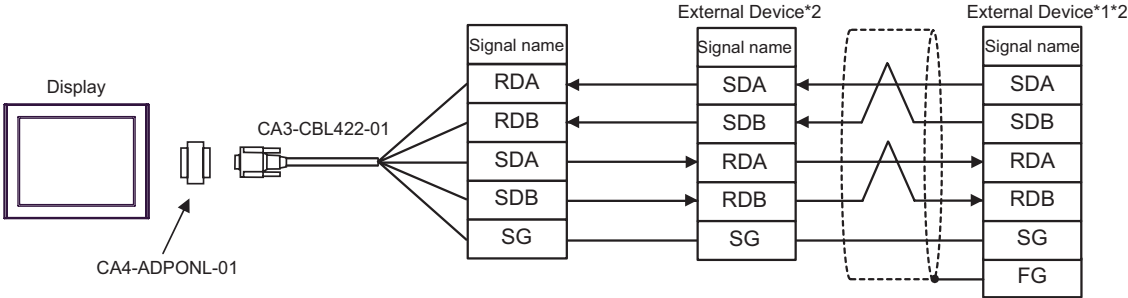 Display
CA4-ADPONL-01
CA3-CBL422-01
Signal name
RDA
RDB
SDA
SDB
SG
External Device*2
Signal name
SDA
SDB
RDA
RDB
SG
External Device*1*2
Signal name
SDA
SDB
RDA
RDB
SG
FG